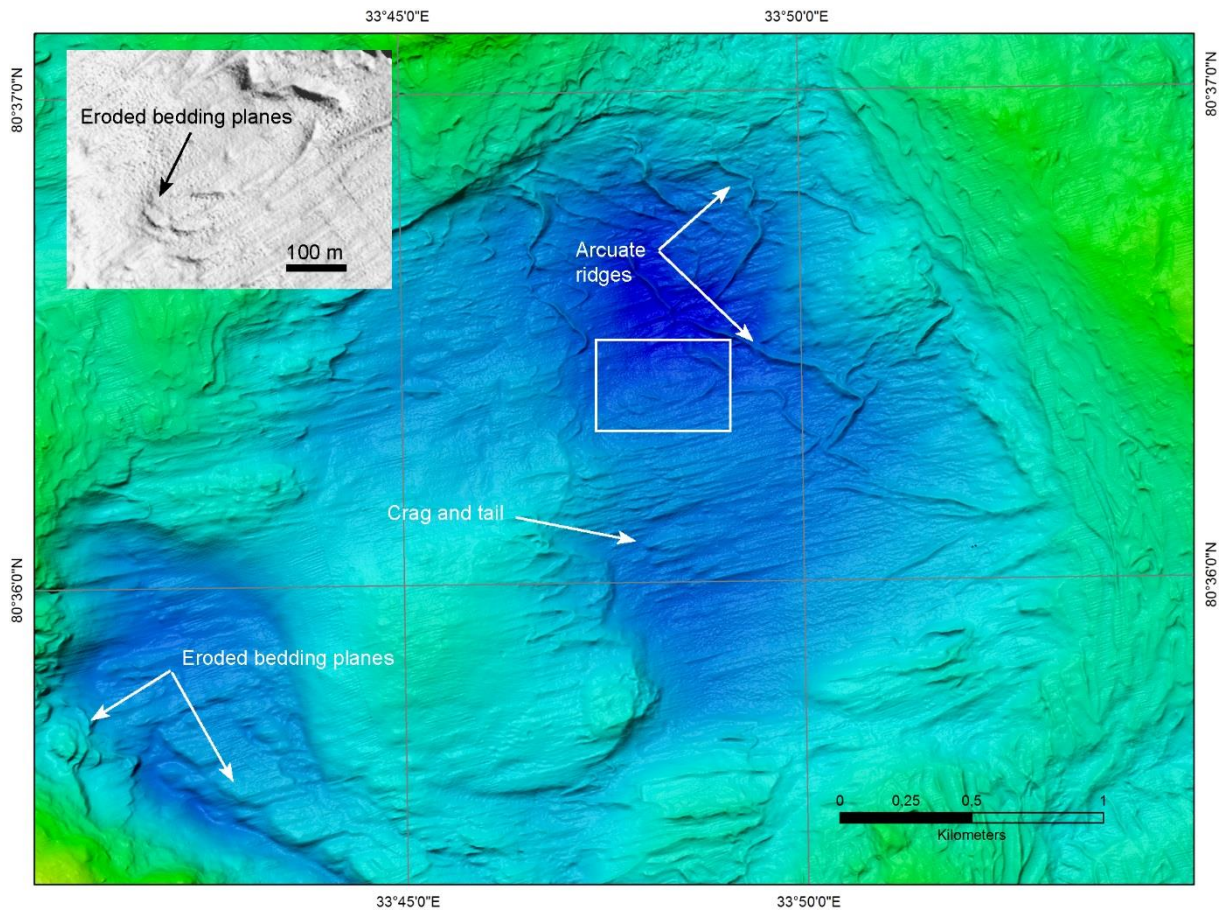 33°45'0"E
33°50'0"E
80°37'0"N
80°37'0"N
Eroded bedding planes
100 m
Arcuate
ridges
Crag and tail
80°36'0"N
80°36'0"N
Eroded bedding planes
0
0,25
0,5
1
Kilometers
33°45'0"E
33°50'0"E